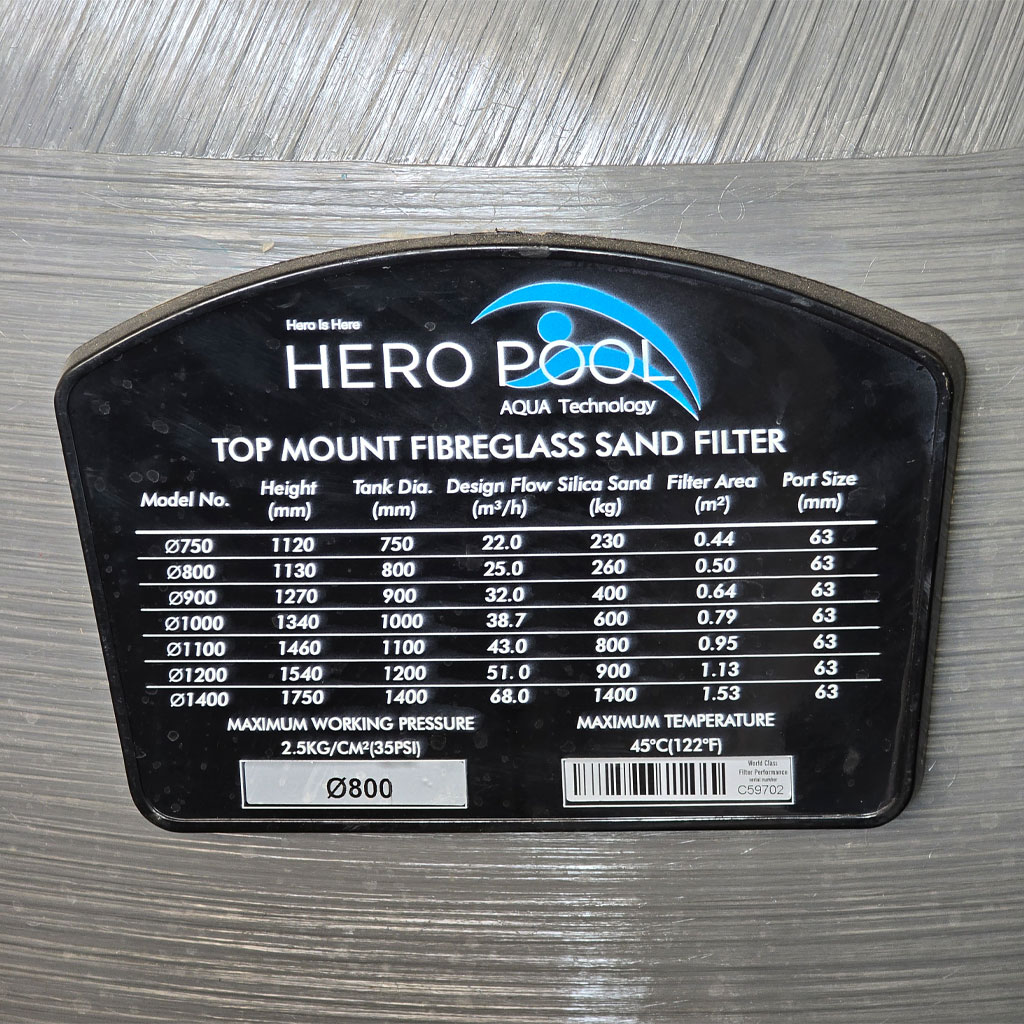 Hero Is Here
HERO POOL
AQUA Technology
TOP MOUNT FIBREGLASS SAND FILTER
Model No. Height (mm) Tank Dia. (mm) Design Flow (m³/h) Silica Sand (kg) Filter Area (m²) Port Size (mm)
Ø750 1120 750 22.0 230 0.44 63
Ø800 1130 800 25.0 260 0.50 63
Ø900 1270 900 32.0 400 0.64 63
Ø1000 1340 1000 38.7 600 0.79 63
Ø1100 1460 1100 43.0 800 0.95 63
Ø1200 1540 1200 51.0 900 1.13 63
Ø1400 1750 1400 68.0 1400 1.53 63
MAXIMUM WORKING PRESSURE
2.5KG/CM²(35PSI)
MAXIMUM TEMPERATURE
45°C(122°F)
Ø800
World Class
Filter Performance
serial number
C59702